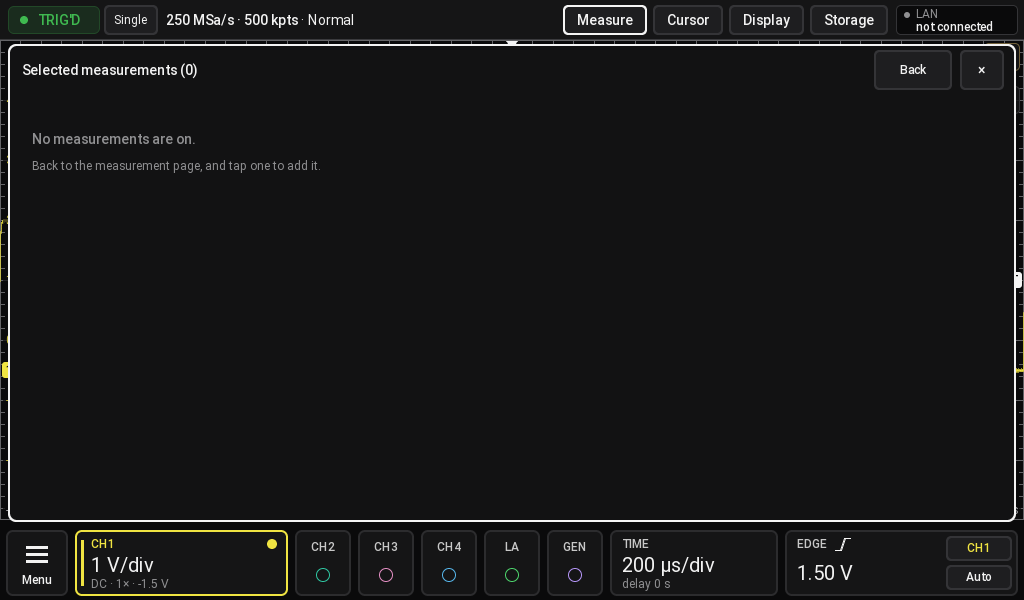 TRIG'D
Single
250 MSa/s · 500 kpts · Normal
Measure
Cursor
Display
Storage
LAN
not connected
Selected measurements (0)
Back
×
No measurements are on.
Back to the measurement page, and tap one to add it.
Menu
CH1
1 V/div
DC · 1× · -1.5 V
CH2
CH3
CH4
LA
GEN
TIME
200 µs/div
delay 0 s
EDGE
1.50 V
CH1
Auto